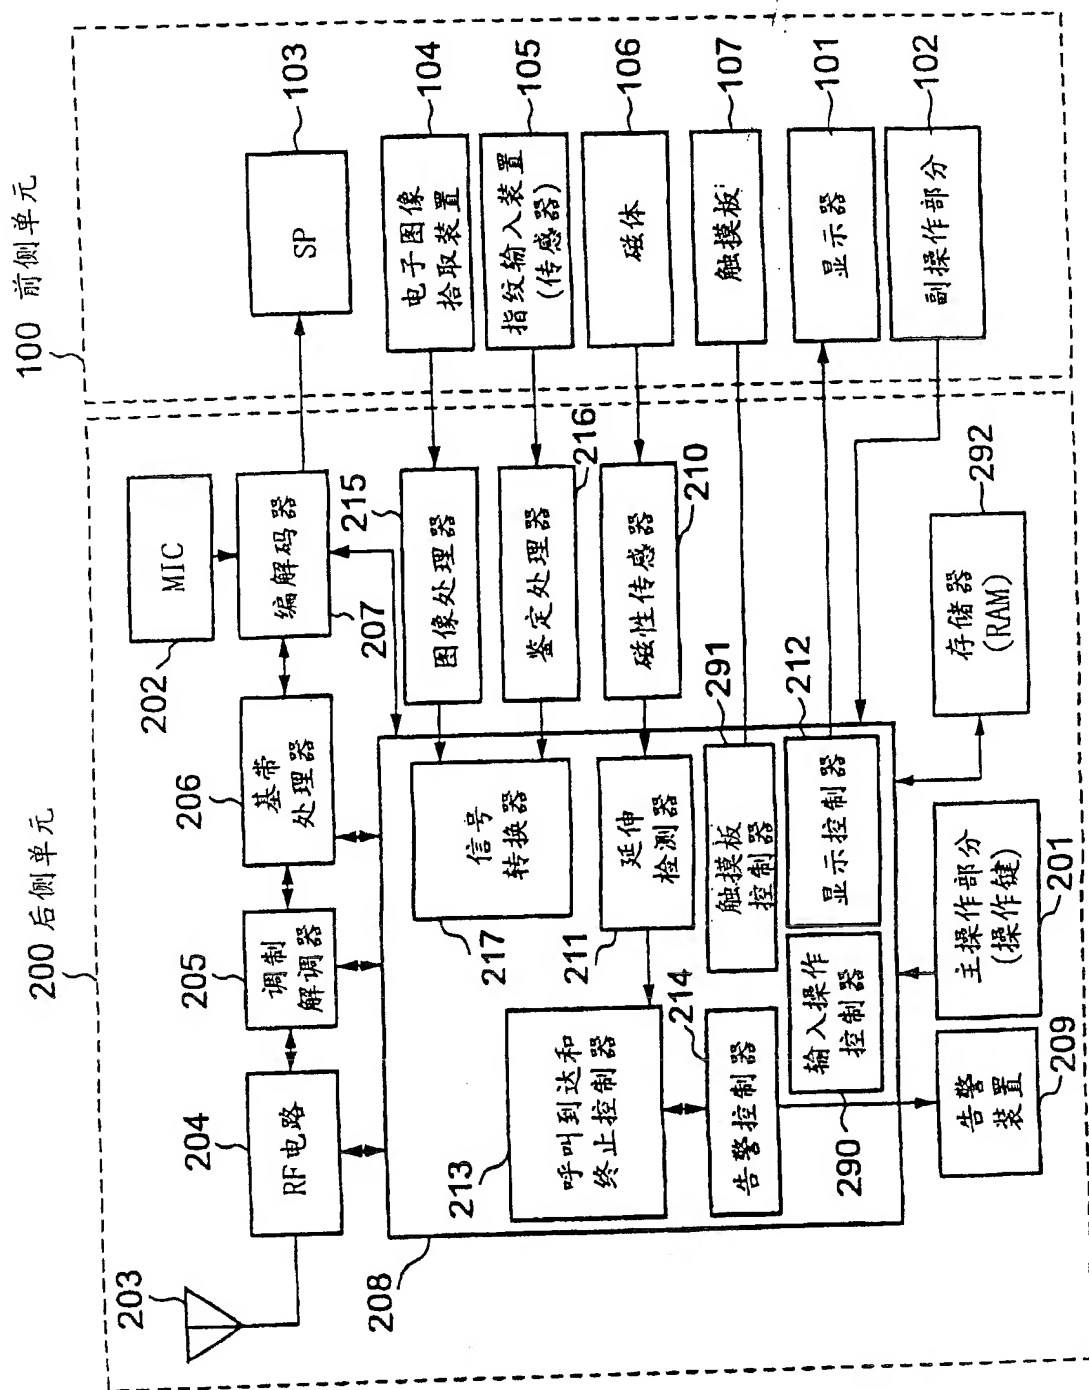 100 前侧单元
103
SP
104
电子图像
拾取装置
105
指纹输入装置
(传感器)
106
磁体
107
触摸板
101
显示器
102
副操作部分
200 后侧单元
MIC
202
编解码器
207
基带
处理器
206
调制
解调器
205
RF电路
204
203
215
图像处理器
216
鉴定处理器
210
磁性传感器
信号
转换器
217
延伸
检测器
211
291
触摸板
控制器
212
显示控制器
呼叫到达和
终止控制器
213
214
告警控制器
输入操作
控制器
290
208
292
存储器
(RAM)
主操作部分
(操作键)
201
告警
装置
209